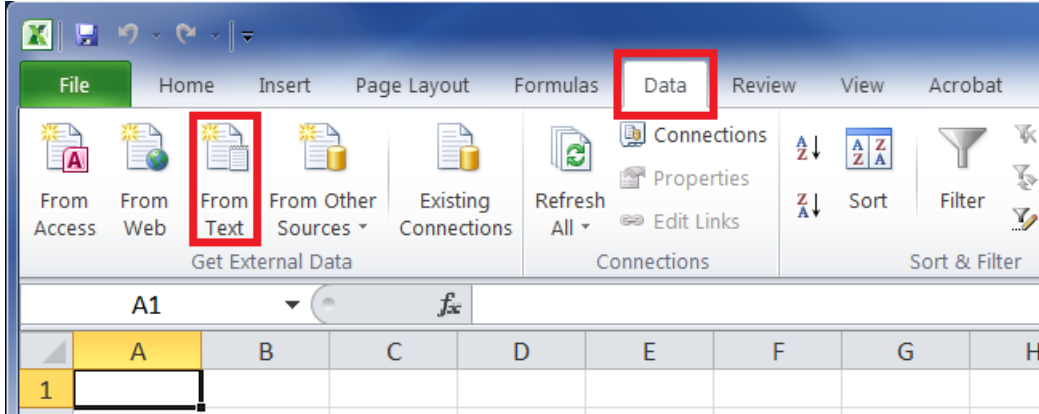 File Home Insert Page Layout Formulas Data Review View Acrobat
From Access
From Web
From Text
From Other Sources
Existing Connections
Refresh All
Connections
Properties
Edit Links
Sort
Filter
Get External Data
Connections
Sort & Filter
A1
fx
A B C D E F G H
1